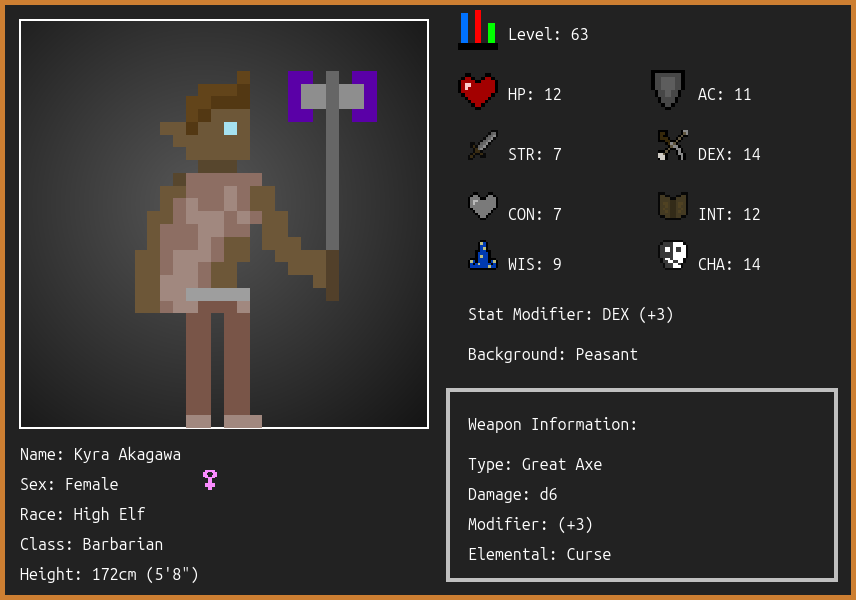 Level: 63
HP: 12
AC: 11
STR: 7
DEX: 14
CON: 7
INT: 12
WIS: 9
CHA: 14
Stat Modifier: DEX (+3)
Background: Peasant
Weapon Information:
Type: Great Axe
Damage: d6
Modifier: (+3)
Elemental: Curse
Name: Kyra Akagawa
Sex: Female
Race: High Elf
Class: Barbarian
Height: 172cm (5'8")